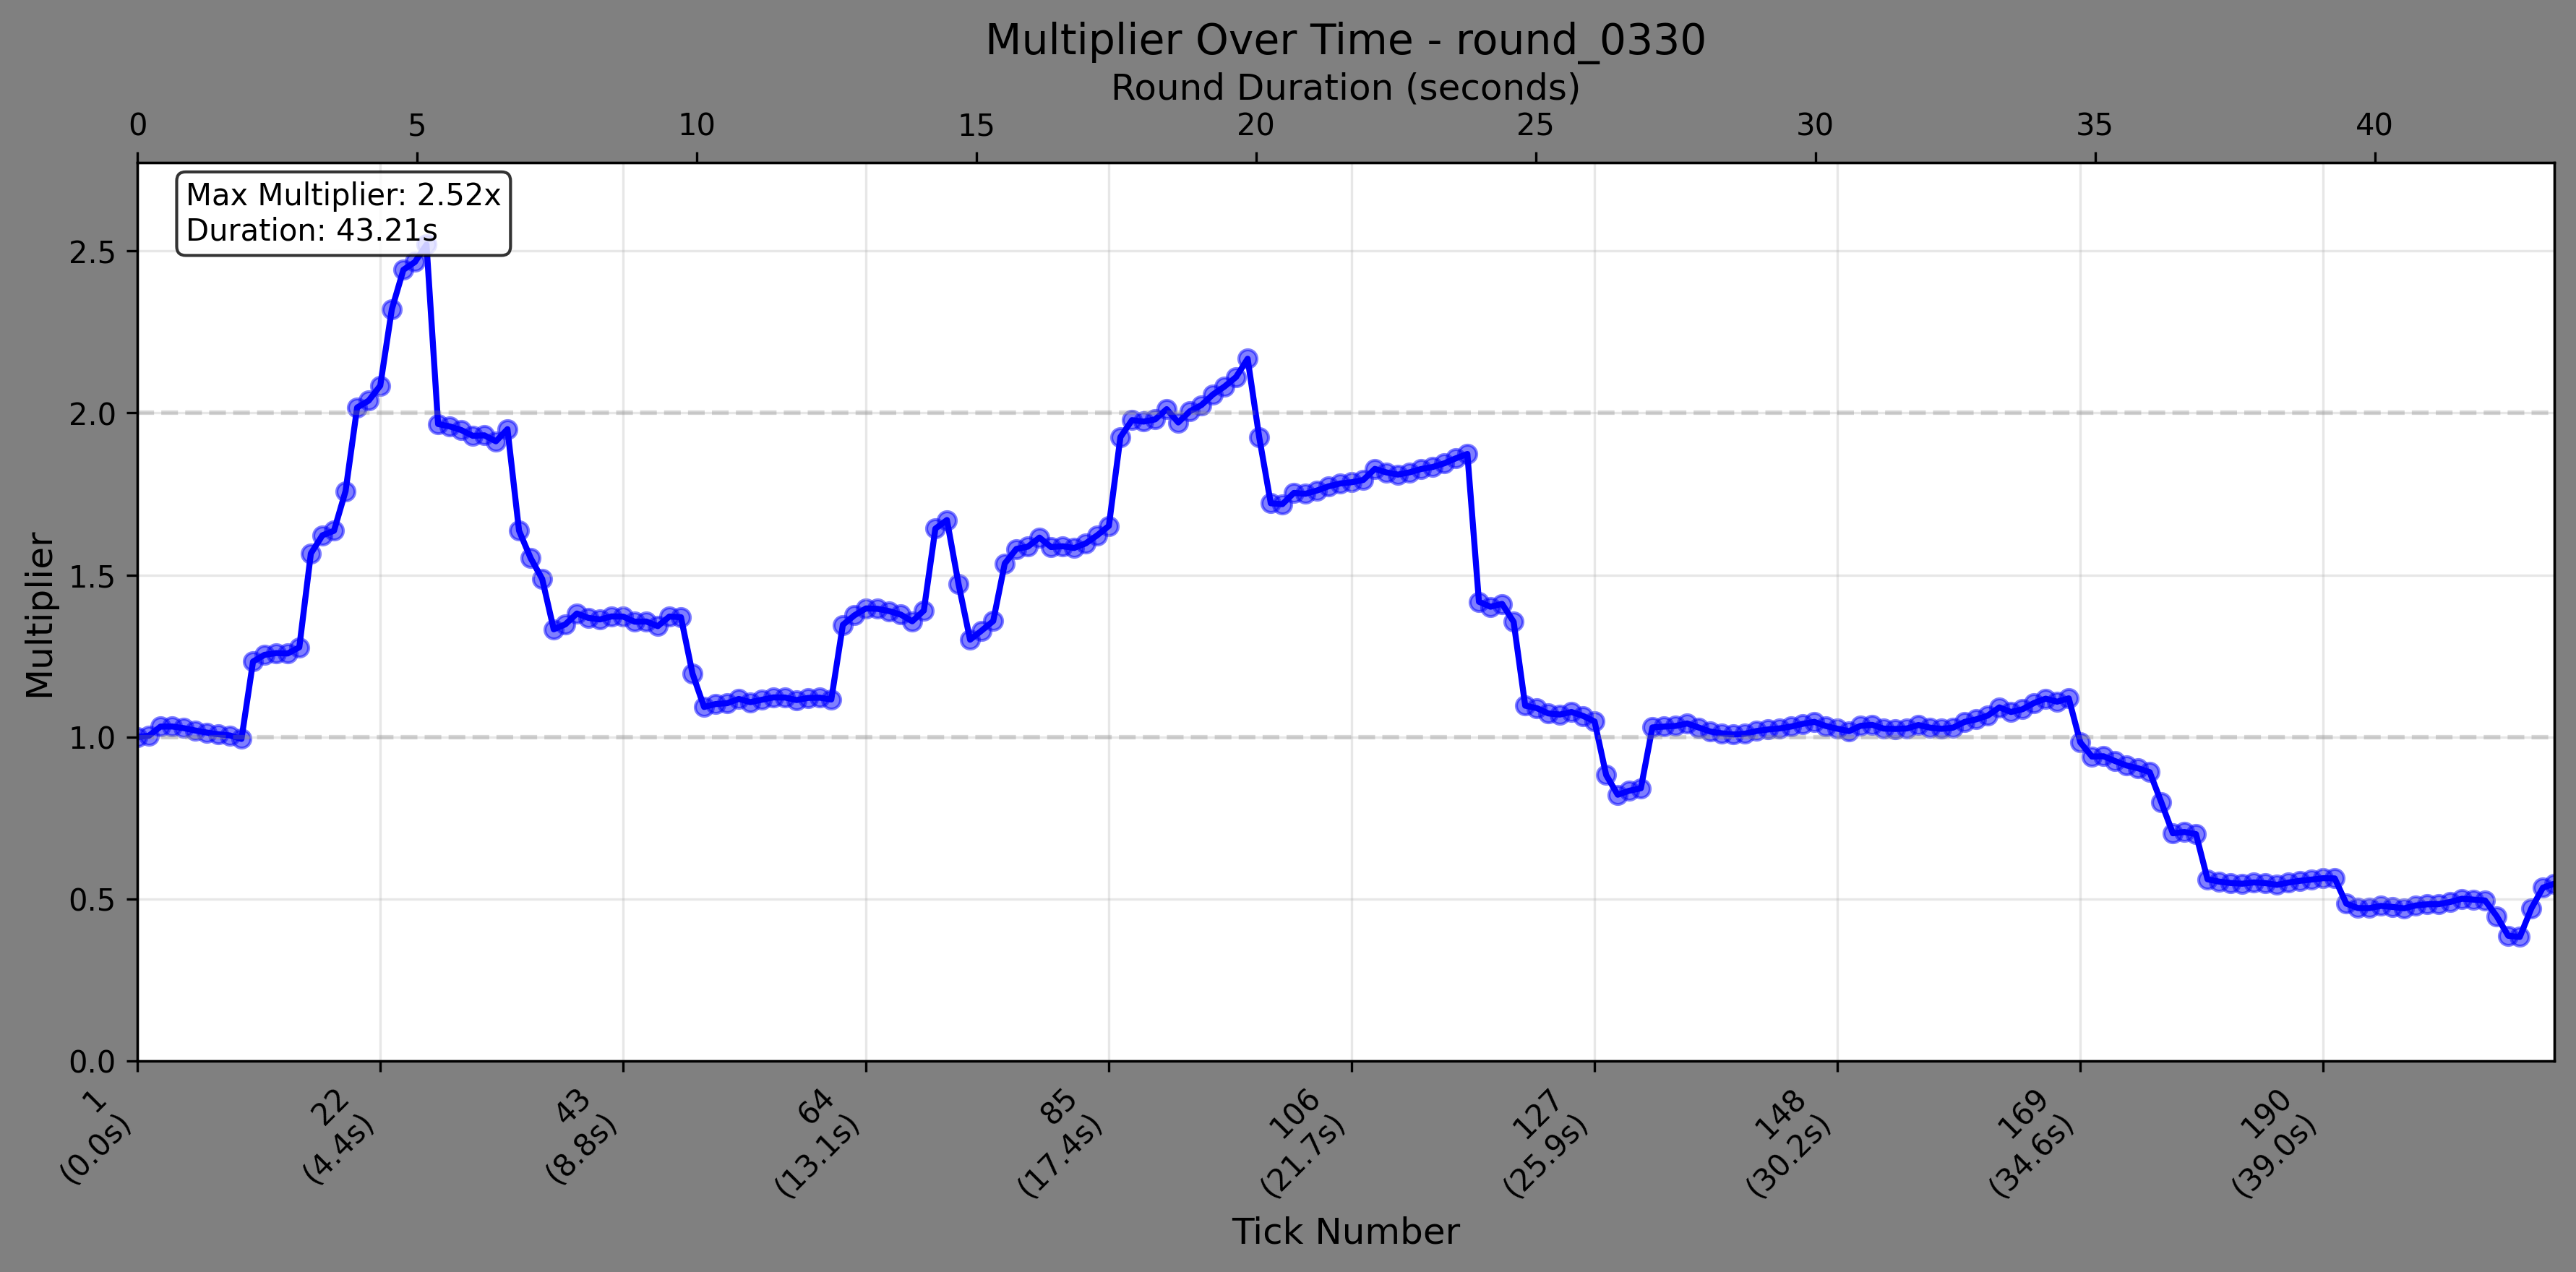 Multiplier Over Time - round_0330
Round Duration (seconds)
0 5 10 15 20 25 30 35 40
Max Multiplier: 2.52x
Duration: 43.21s
Multiplier
2.5
2.0
1.5
1.0
0.5
0.0
1
(0.0s)
22
(4.4s)
43
(8.8s)
64
(13.1s)
85
(17.4s)
106
(21.7s)
127
(25.9s)
148
(30.2s)
169
(34.6s)
190
(39.0s)
Tick Number